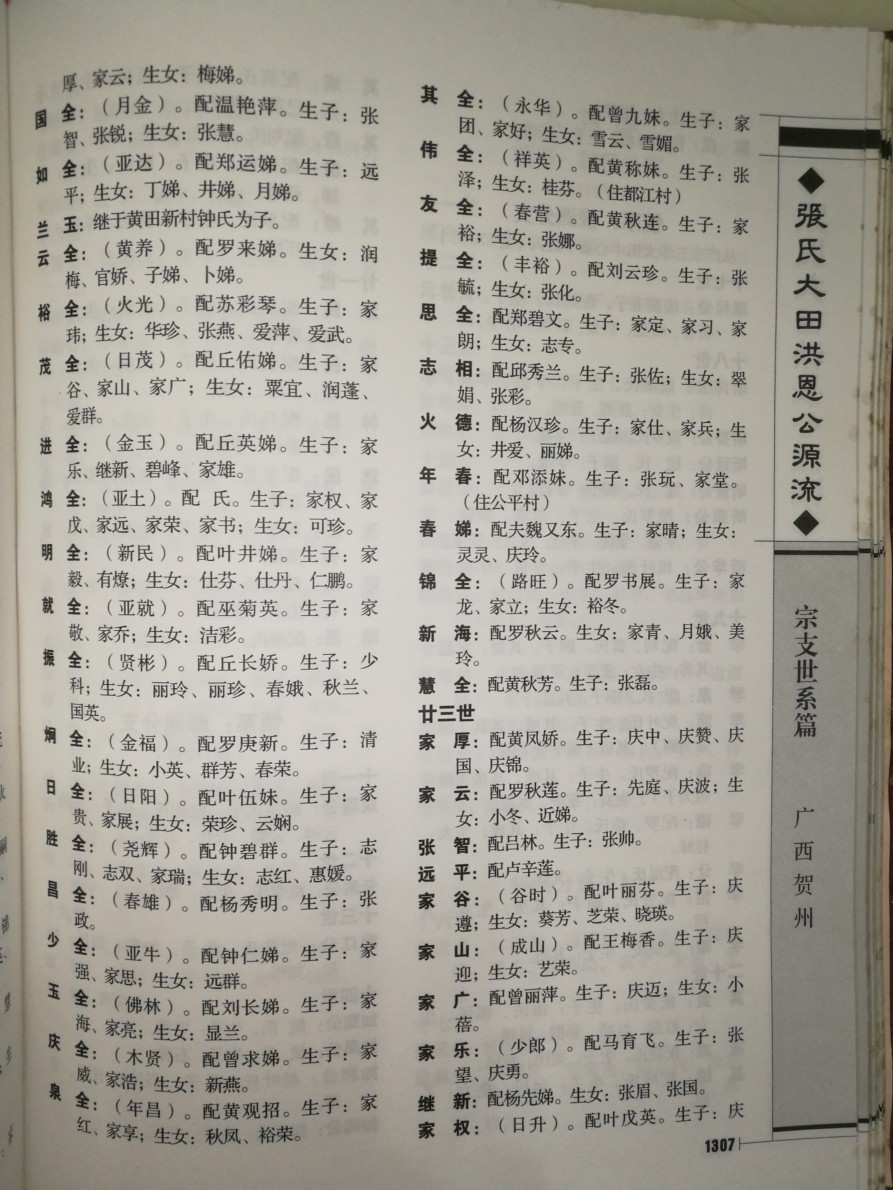 厚、家云；生女：梅娣。
国　全：（月金）。配温艳萍。生子：张
智、张锐；生女：张慧。
如　全：（亚达）。配郑运娣。生子：远
平；生女：丁娣、井娣、月娣。
兰　玉：继于黄田新村钟氏为子。
云　全：（黄养）。配罗来娣。生女：润
梅、官娇、子娣、卜娣。
裕　全：（火光）。配苏彩琴。生子：家
玮；生女：华珍、张燕、爱萍、爱武。
茂　全：（日茂）。配丘佑娣。生子：家
谷、家山、家广；生女：粟宜、润蓬、
爱群。
进　全：（金玉）。配丘英娣。生子：家
乐、继新、碧峰、家雄。
鸿　全：（亚土）。配　氏。生子：家权、家
戊、家远、家荣、家书；生女：可珍。
明　全：（新民）。配叶井娣。生子：家
毅、有燎；生女：仕芬、仕丹、仁鹏。
就　全：（亚就）。配巫菊英。生子：家
敬、家乔；生女：洁彩。
振　全：（贤彬）。配丘长娇。生子：少
科；生女：丽玲、丽珍、春娥、秋兰、
国英。
炯　全：（金福）。配罗庚新。生子：清
业；生女：小英、群芳、春荣。
日　全：（日阳）。配叶伍妹。生子：家
贵、家展；生女：荣珍、云娴。
胜　全：（尧辉）。配钟碧群。生子：志
刚、志双、家瑞；生女：志红、惠媛。
昌　全：（春雄）。配杨秀明。生子：张
政。
少　全：（亚牛）。配钟仁娣。生子：家
强、家思；生女：远群。
玉　全：（佛林）。配刘长娣。生子：家
海、家亮；生女：显兰。
庆　全：（木贤）。配曾求娣。生子：家
威、家浩；生女：新燕。
泉　全：（年昌）。配黄观招。生子：家
红、家享；生女：秋凤、裕荣。
其　全：（永华）。配曾九妹。生子：家
团、家好；生女：雪云、雪媚。
伟　全：（祥英）。配黄称妹。生子：张
泽；生女：桂芬。（住都江村）
友　全：（春营）。配黄秋连。生子：家
裕；生女：张娜。
提　全：（丰裕）。配刘云珍。生子：张
毓；生女：张化。
思　全：配郑碧文。生子：家定、家习、家
朗；生女：志专。
志　相：配邱秀兰。生子：张佐；生女：翠
娟、张彩。
火　德：配杨汉珍。生子：家仕、家兵；生
女：井爱、丽娣。
年　春：配邓添妹。生子：张玩、家堂。
（住公平村）
春　娣：配夫魏又东。生子：家晴；生女：
灵灵、庆玲。
锦　全：（路旺）。配罗书展。生子：家
龙、家立；生女：裕冬。
新　海：配罗秋云。生女：家青、月娥、美
玲。
慧　全：配黄秋芳。生子：张磊。
廿三世
家　厚：配黄凤娇。生子：庆中、庆赞、庆
国、庆锦。
家　云：配罗秋莲。生子：先庭、庆波；生
女：小冬、近娣。
张　智：配吕林。生子：张帅。
远　平：配卢辛莲。
家　谷：（谷时）。配叶丽芬。生子：庆
遵；生女：葵芳、芝荣、晓瑛。
家　山：（成山）。配王梅香。生子：庆
迎；生女：艺荣。
家　广：配曾丽萍。生子：庆迈；生女：小
蓓。
家　乐：（少郎）。配马育飞。生子：张
望、庆勇。
继　新：配杨先娣。生女：张眉、张国。
家　权：（日升）。配叶戊英。生子：庆
◆張氏大田洪恩公源流◆
宗支世系篇
广西贺州
1307